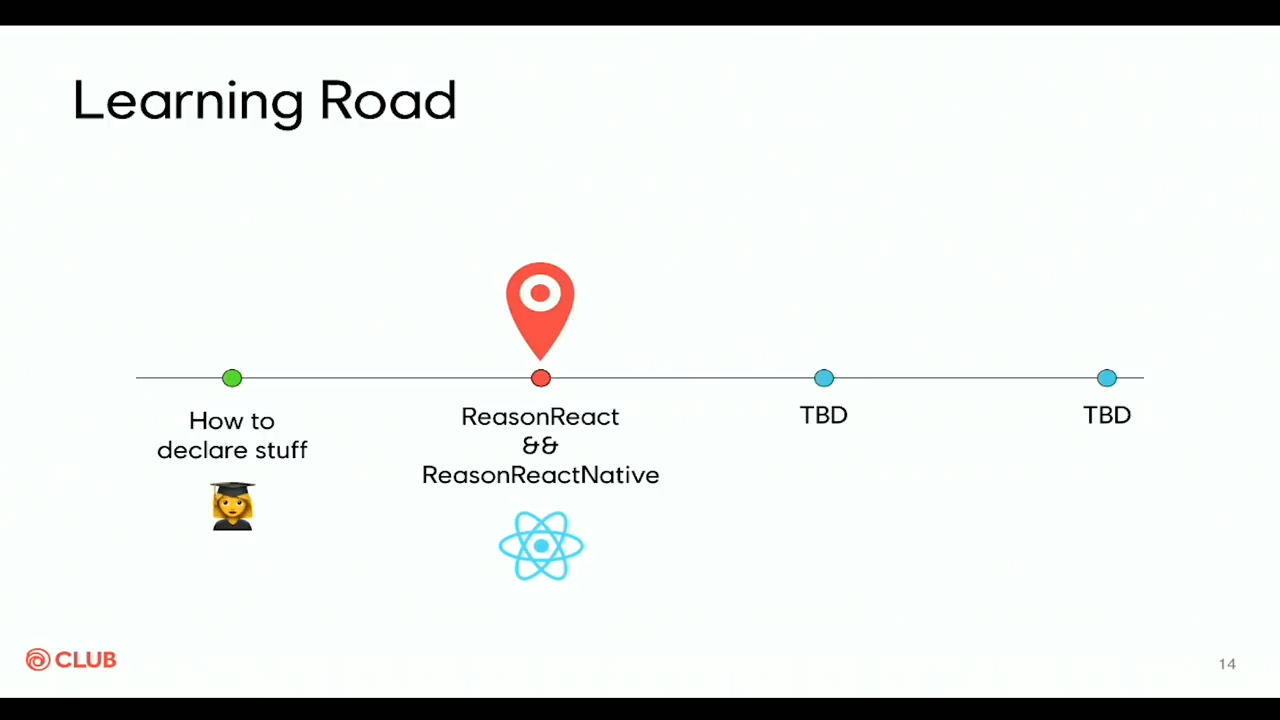 Learning Road
How to
declare stuff
ReasonReact
&&
ReasonReactNative
TBD
TBD
CLUB
14